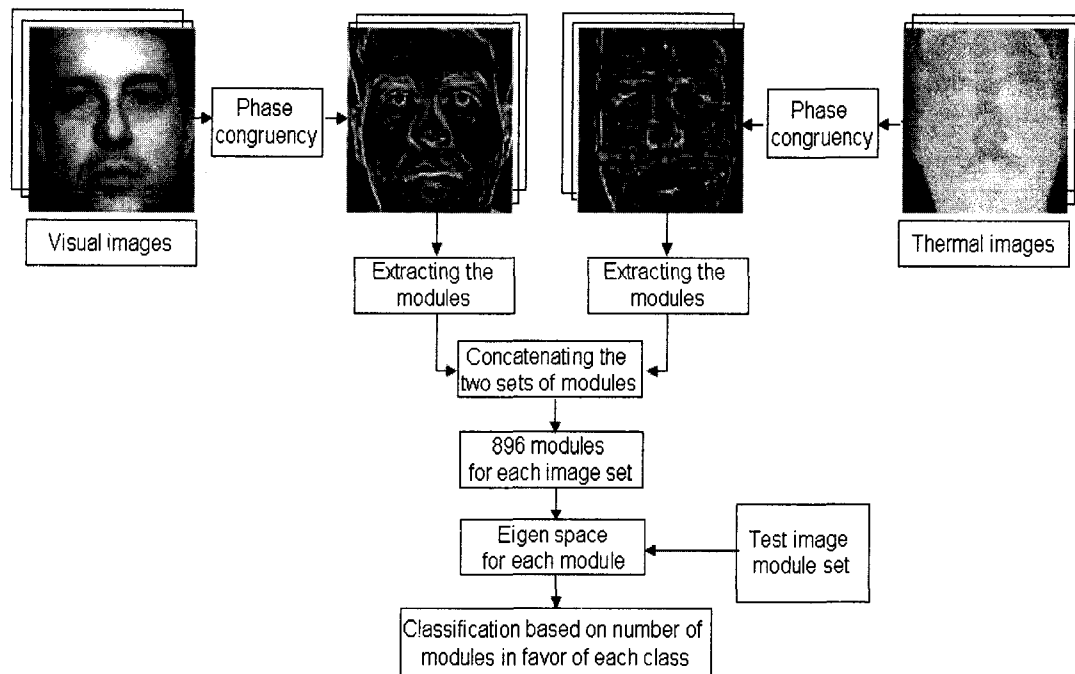 Phase
congruency
Phase
congruency
Visual images
Thermal images
Extracting the
modules
Extracting the
modules
Concatenating the
two sets of modules
896 modules
for each image set
Eigen space
for each module
Test image
module set
Classification based on number of
modules in favor of each class